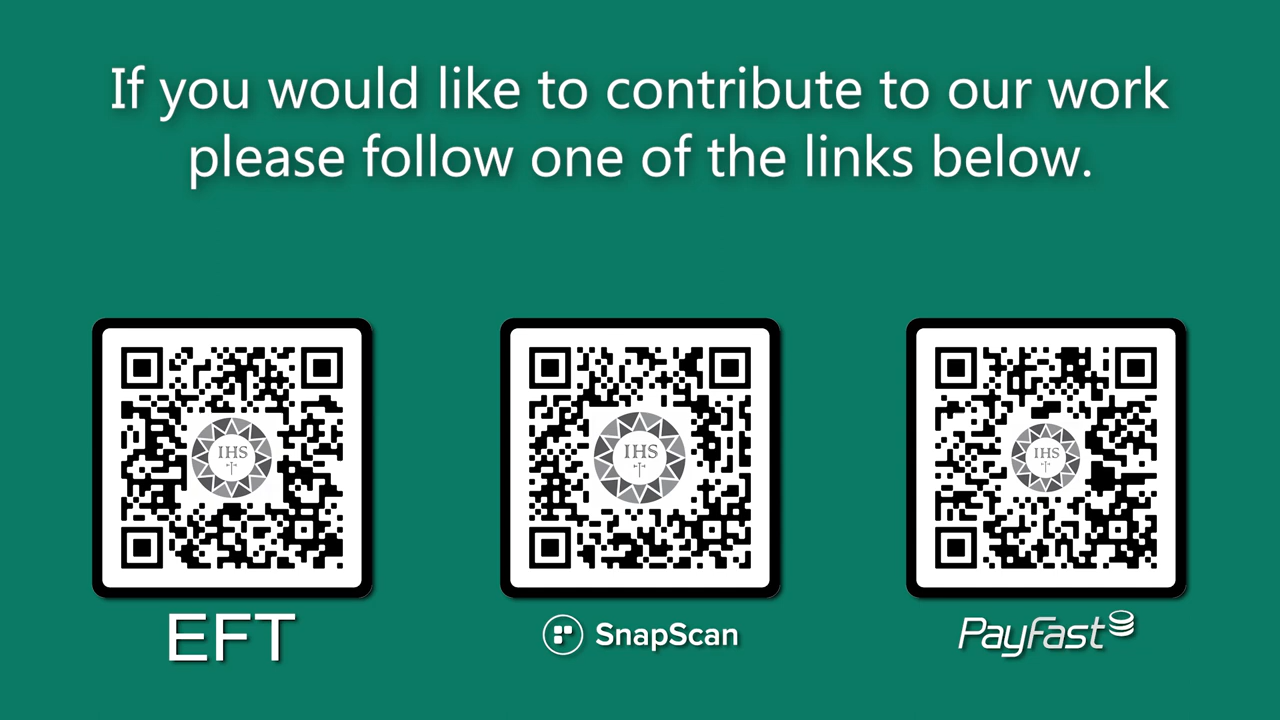 If you would like to contribute to our work
please follow one of the links below.
IHS
IHS
IHS
EFT
SnapScan
PayFast